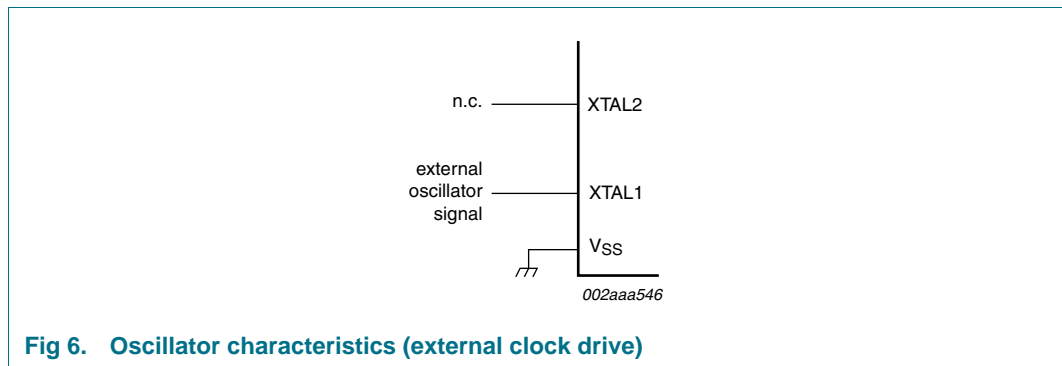 n.c.
XTAL2
external
oscillator
signal
XTAL1
VSS
002aaa546
Fig 6. Oscillator characteristics (external clock drive)